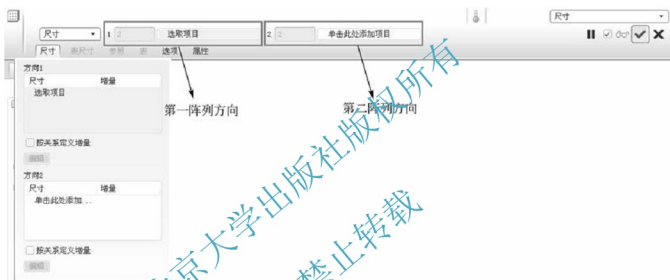 尺寸 1 2 选取项目 2 2 单击此处添加项目 尺寸
尺寸 表尺寸 参照 表 选项 属性
方向1
尺寸 增量
选取项目
第一阵列方向 第二阵列方向
按关系定义增量
编辑
方向2
尺寸 增量
单击此处添加...
按关系定义增量
编辑
京大学出版社版权所有
禁止转载